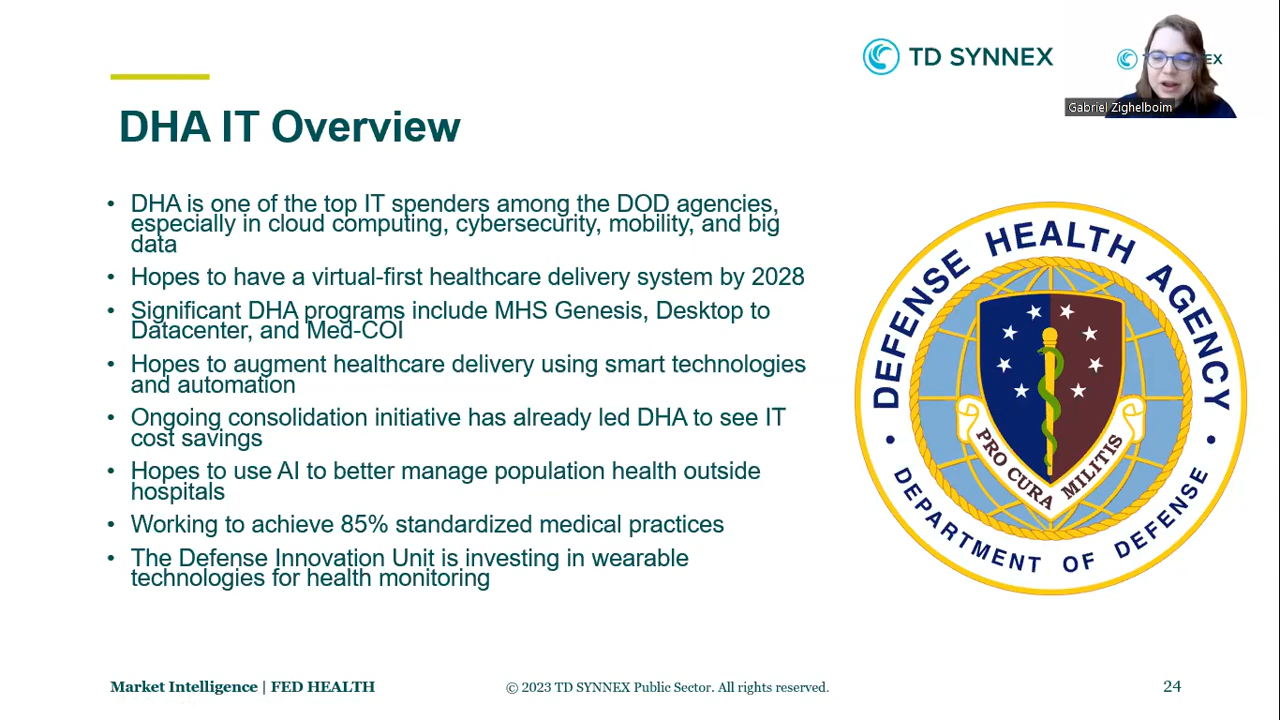 TD SYNNEX
EX
Gabriel Zighelboim
DHA IT Overview
• DHA is one of the top IT spenders among the DOD agencies,
especially in cloud computing, cybersecurity, mobility, and big
data
• Hopes to have a virtual-first healthcare delivery system by 2028
• Significant DHA programs include MHS Genesis, Desktop to
Datacenter, and Med-COI
• Hopes to augment healthcare delivery using smart technologies
and automation
• Ongoing consolidation initiative has already led DHA to see IT
cost savings
• Hopes to use AI to better manage population health outside
hospitals
• Working to achieve 85% standardized medical practices
• The Defense Innovation Unit is investing in wearable
technologies for health monitoring
DEFENSE HEALTH AGENCY
PRO CURA MILITIS
DEPARTMENT OF DEFENSE
Market Intelligence | FED HEALTH
© 2023 TD SYNNEX Public Sector. All rights reserved.
24